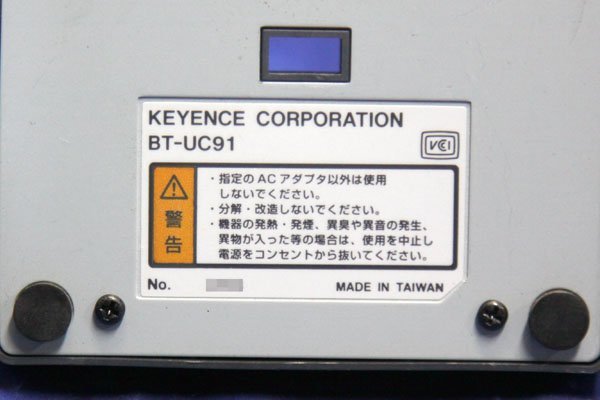 KEYENCE CORPORATION
BT-UC91
VCI
警告
・指定のACアダプタ以外は使用
しないでください。
・分解・改造しないでください。
・機器の発熱・発煙、異臭や異音の発生、
異物が入った等の場合は、使用を中止し
電源をコンセントから抜いてください。
No.
MADE IN TAIWAN